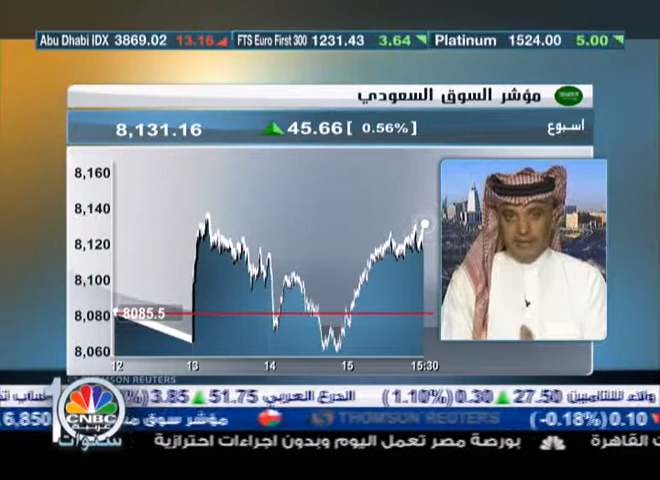 Abu Dhabi IDX 3869.02 13.16 FTS Euro First 300 1231.43 3.64 Platinum 1524.00 5.00
مؤشر السوق السعودي
8,131.16 45.66 [ 0.56%] اسبوع
8,160
8,140
8,120
8,100
8,080
8,060
8085.5
12 13 14 15 15:30
THOMSON REUTERS
27.50 0.30 (1.10%) الدرع العربي 51.75 3.85
0.10 (-0.18%) THOMSON REUTERS مؤشر سوق 6,850
القاهرة بورصة مصر تعمل اليوم وبدون اجراءات احترازية
10 CNBC عربية سنوات